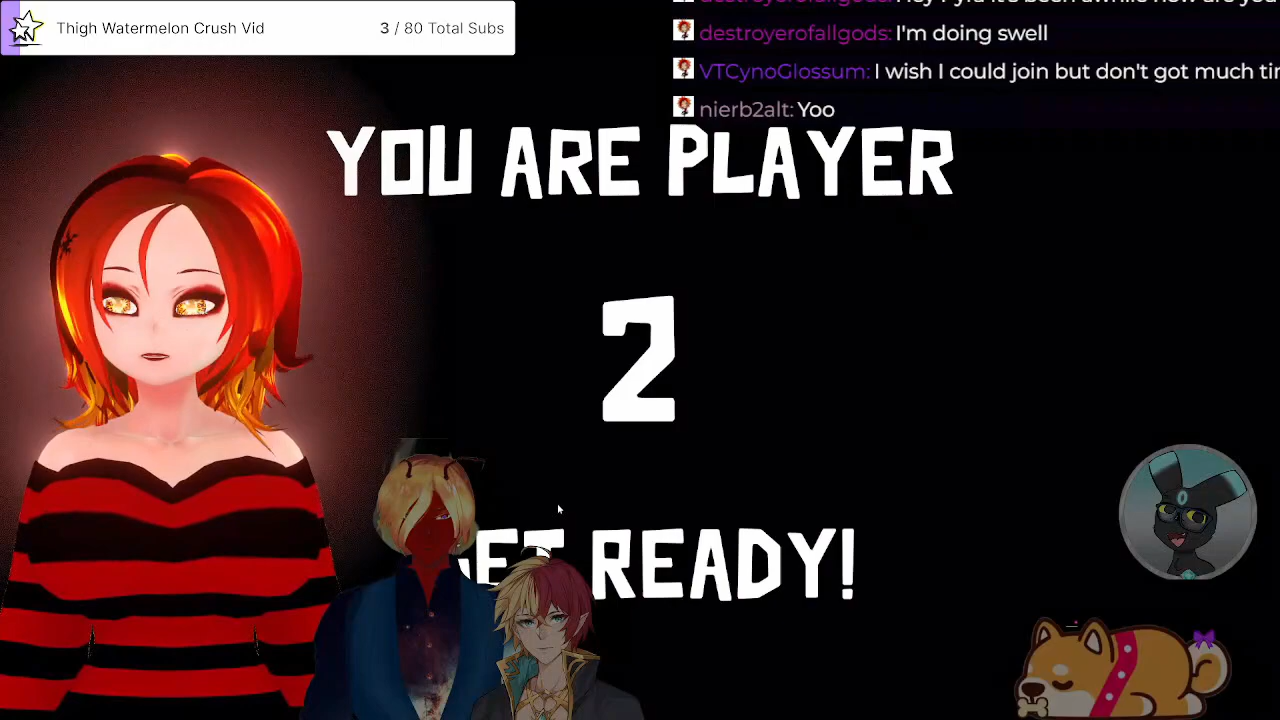 Thigh Watermelon Crush Vid 3 / 80 Total Subs
destroyerofallgods: I'm doing swell
VTCynoGlossum: I wish I could join but don't got much
nierb2alt: Yoo
YOU ARE PLAYER
2
READY!